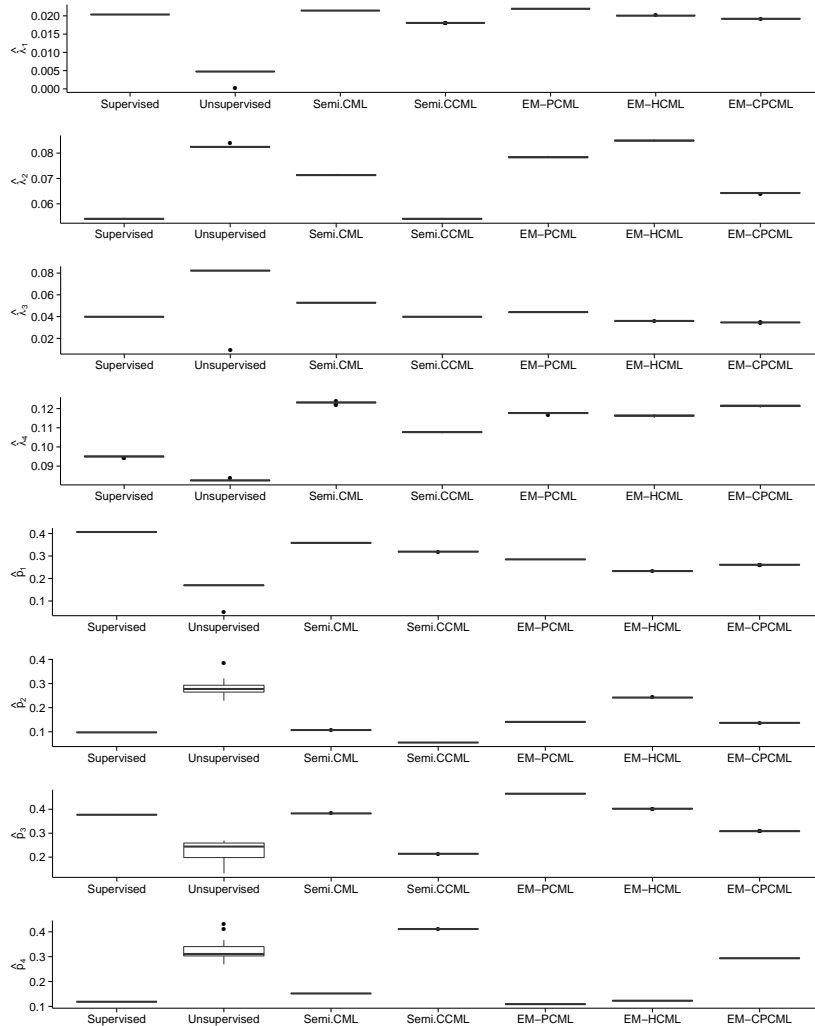 0.020
0.015
0.010
0.005
0.000
λ̂₁
Supervised Unsupervised Semi.CML Semi.CCML EM−PCML EM−HCML EM−CPCML
0.08
0.07
0.06
λ̂₂
Supervised Unsupervised Semi.CML Semi.CCML EM−PCML EM−HCML EM−CPCML
0.08
0.06
0.04
0.02
λ̂₃
Supervised Unsupervised Semi.CML Semi.CCML EM−PCML EM−HCML EM−CPCML
0.12
0.11
0.10
0.09
λ̂₄
Supervised Unsupervised Semi.CML Semi.CCML EM−PCML EM−HCML EM−CPCML
0.4
0.3
0.2
0.1
p̂₁
Supervised Unsupervised Semi.CML Semi.CCML EM−PCML EM−HCML EM−CPCML
0.4
0.3
0.2
0.1
p̂₂
Supervised Unsupervised Semi.CML Semi.CCML EM−PCML EM−HCML EM−CPCML
0.4
0.3
0.2
p̂₃
Supervised Unsupervised Semi.CML Semi.CCML EM−PCML EM−HCML EM−CPCML
0.4
0.3
0.2
0.1
p̂₄
Supervised Unsupervised Semi.CML Semi.CCML EM−PCML EM−HCML EM−CPCML